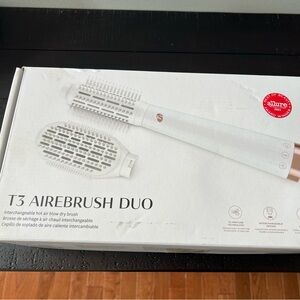 allure
T3 AIREBRUSH DUO
Interchangeable hot air blow dry brush
Brosse de séchage à air chaud interchangeable
Cepillo de soplado de aire caliente intercambiable